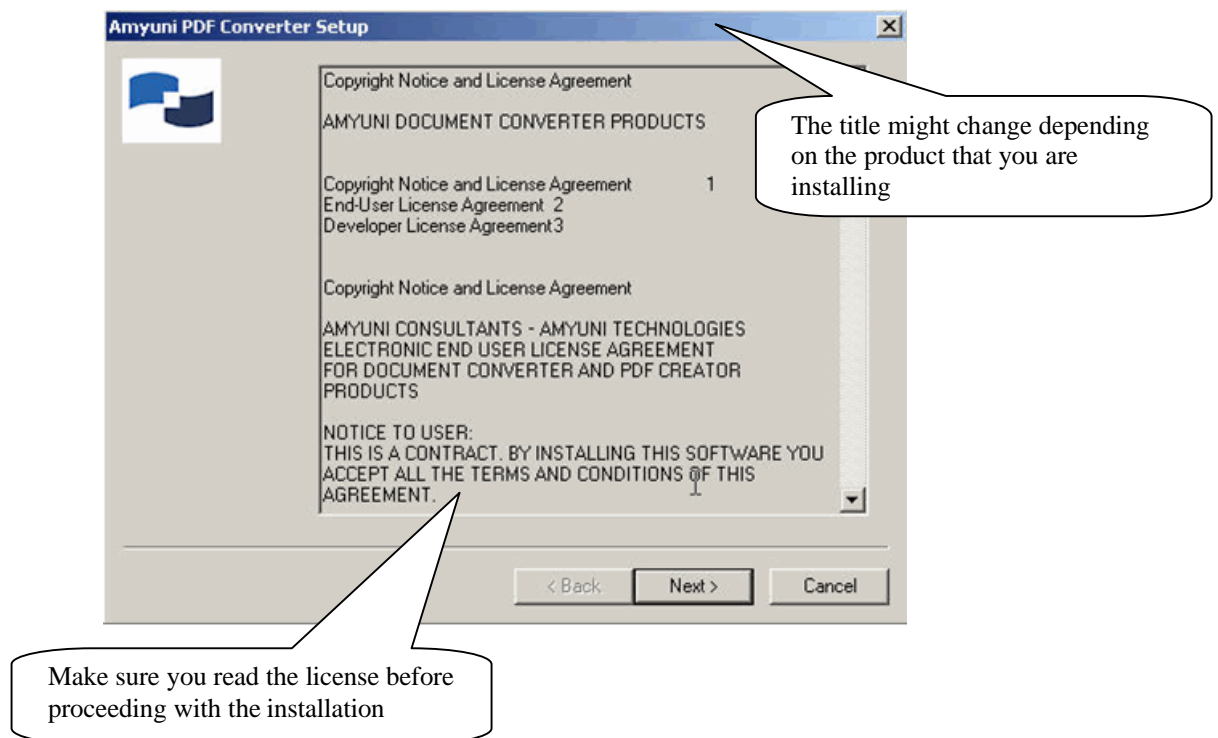 Amyuni PDF Converter Setup
Copyright Notice and License Agreement
AMYUNI DOCUMENT CONVERTER PRODUCTS
The title might change depending
on the product that you are
installing
Copyright Notice and License Agreement 1
End-User License Agreement 2
Developer License Agreement3
Copyright Notice and License Agreement
AMYUNI CONSULTANTS - AMYUNI TECHNOLOGIES
ELECTRONIC END USER LICENSE AGREEMENT
FOR DOCUMENT CONVERTER AND PDF CREATOR
PRODUCTS
NOTICE TO USER:
THIS IS A CONTRACT. BY INSTALLING THIS SOFTWARE YOU
ACCEPT ALL THE TERMS AND CONDITIONS OF THIS
AGREEMENT.
< Back
Next >
Cancel
Make sure you read the license before
proceeding with the installation